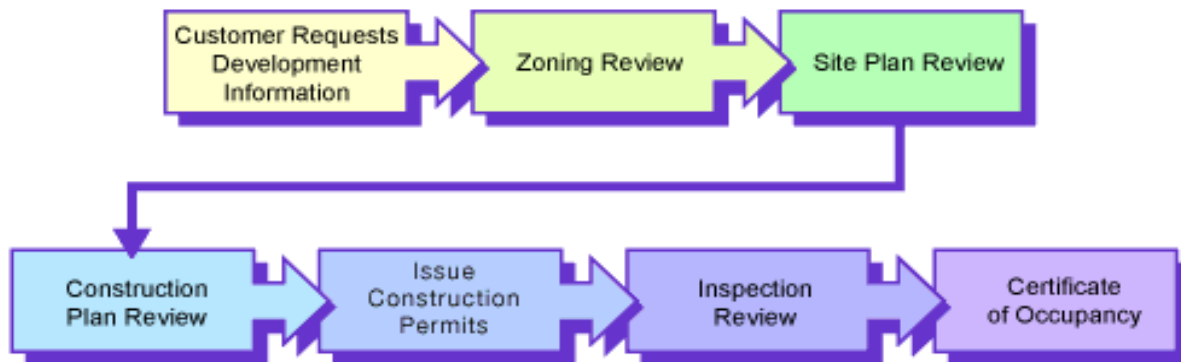 Customer Requests
Development
Information
Zoning Review
Site Plan Review
Construction
Plan Review
Issue
Construction
Permits
Inspection
Review
Certificate
of Occupancy